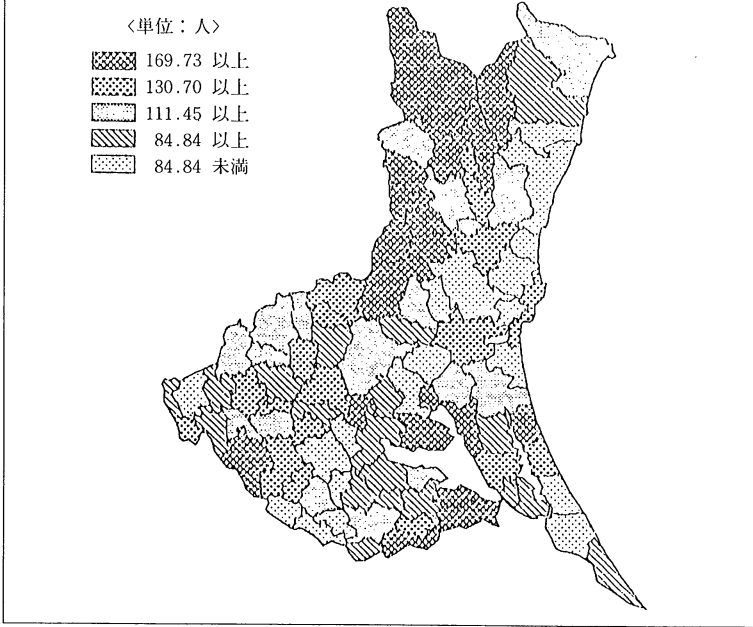 〈単位：人〉
169.73 以上
130.70 以上
111.45 以上
84.84 以上
84.84 未満